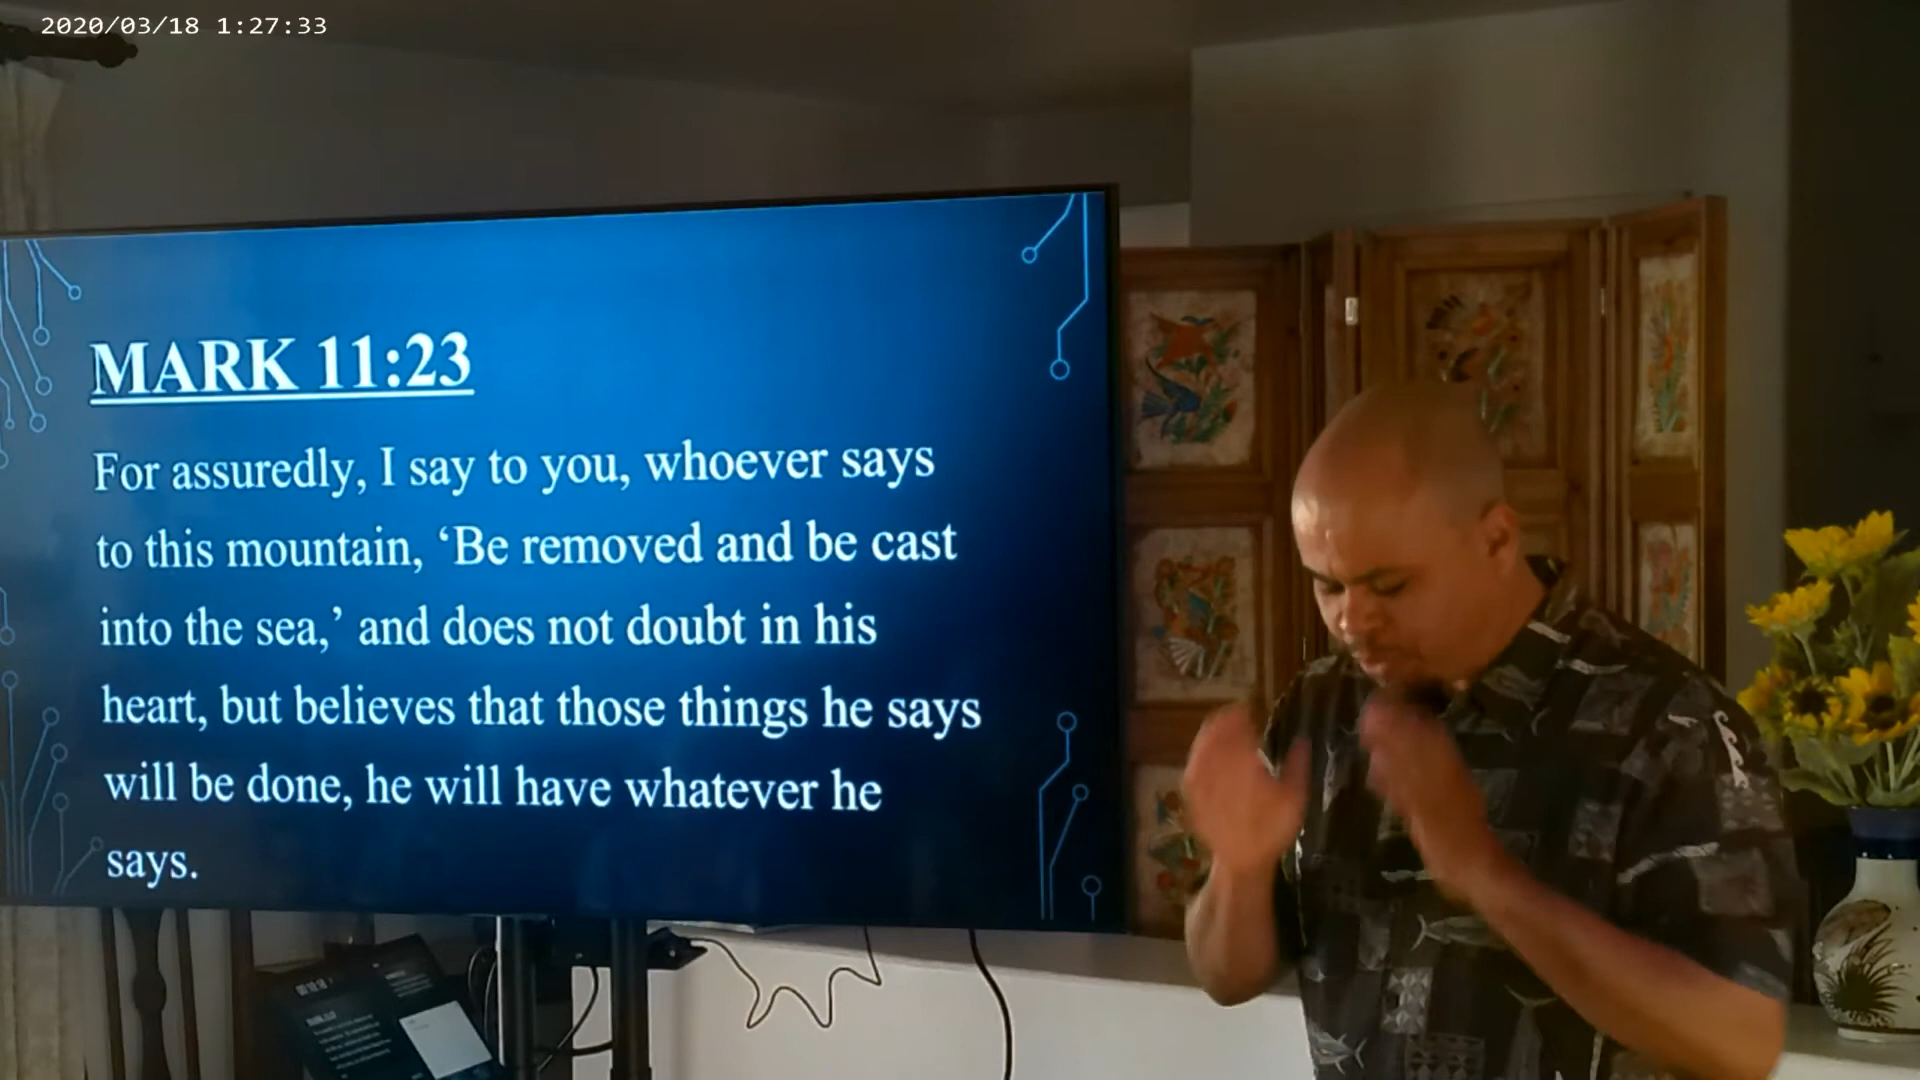 2020/03/18 1:27:33
MARK 11:23
For assuredly, I say to you, whoever says
to this mountain, ‘Be removed and be cast
into the sea,’ and does not doubt in his
heart, but believes that those things he says
will be done, he will have whatever he
says.